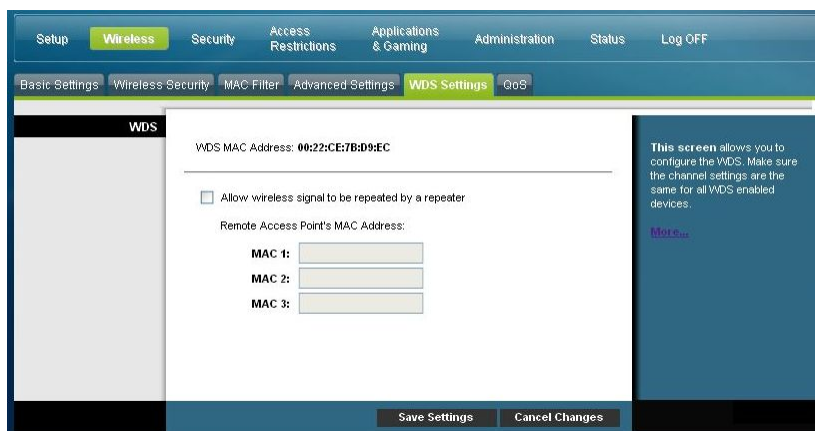 Setup Wireless Security Access Restrictions Applications & Gaming Administration Status Log OFF
Basic Settings Wireless Security MAC Filter Advanced Settings WDS Settings QoS
WDS
WDS MAC Address: 00:22:CE:7B:D9:EC
Allow wireless signal to be repeated by a repeater
Remote Access Point's MAC Address:
MAC 1:
MAC 2:
MAC 3:
This screen allows you to
configure the WDS. Make sure
the channel settings are the
same for all WDS enabled
devices.
More...
Save Settings Cancel Changes